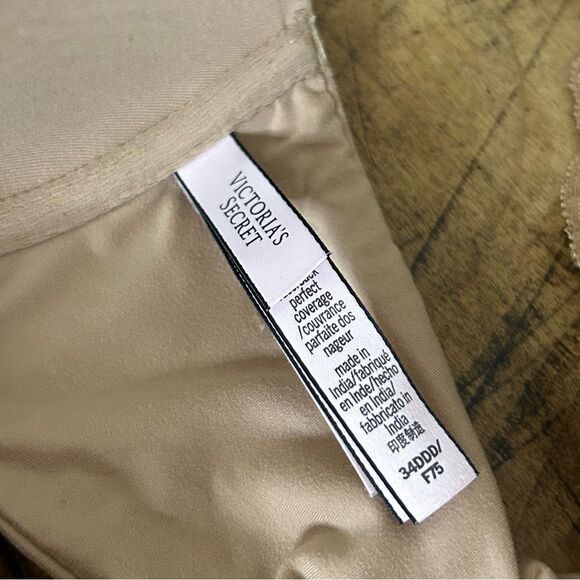 VICTORIA'S
SECRET
perfect
coverage
/couvrance
parfaite dos
nageur
made in
India/fabriqué
en Inde/hecho
en India/
fabbricato in
India
印度制造
34DDD/
F75